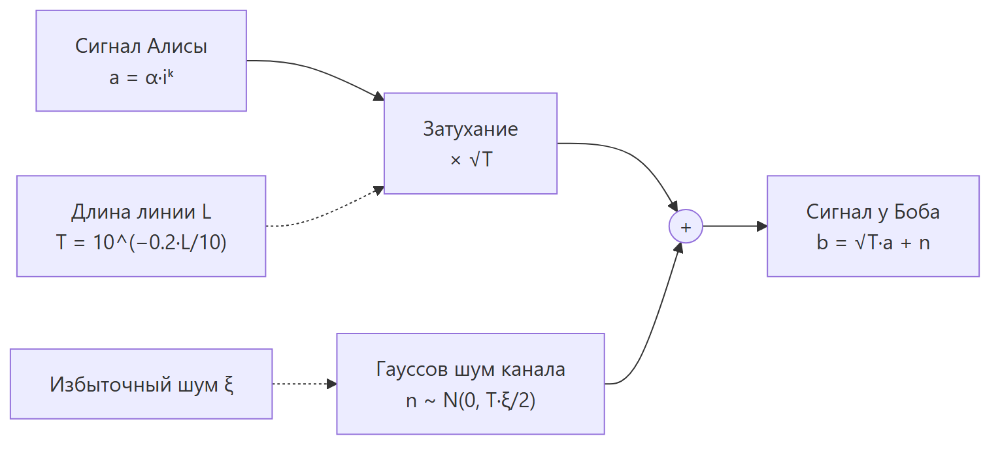 Сигнал Алисы
a = α·iᵏ
Затухание
× √T
Длина линии L
T = 10^(−0.2·L/10)
+
Сигнал у Боба
b = √T·a + n
Избыточный шум ξ
Гауссов шум канала
n ~ N(0, T·ξ/2)